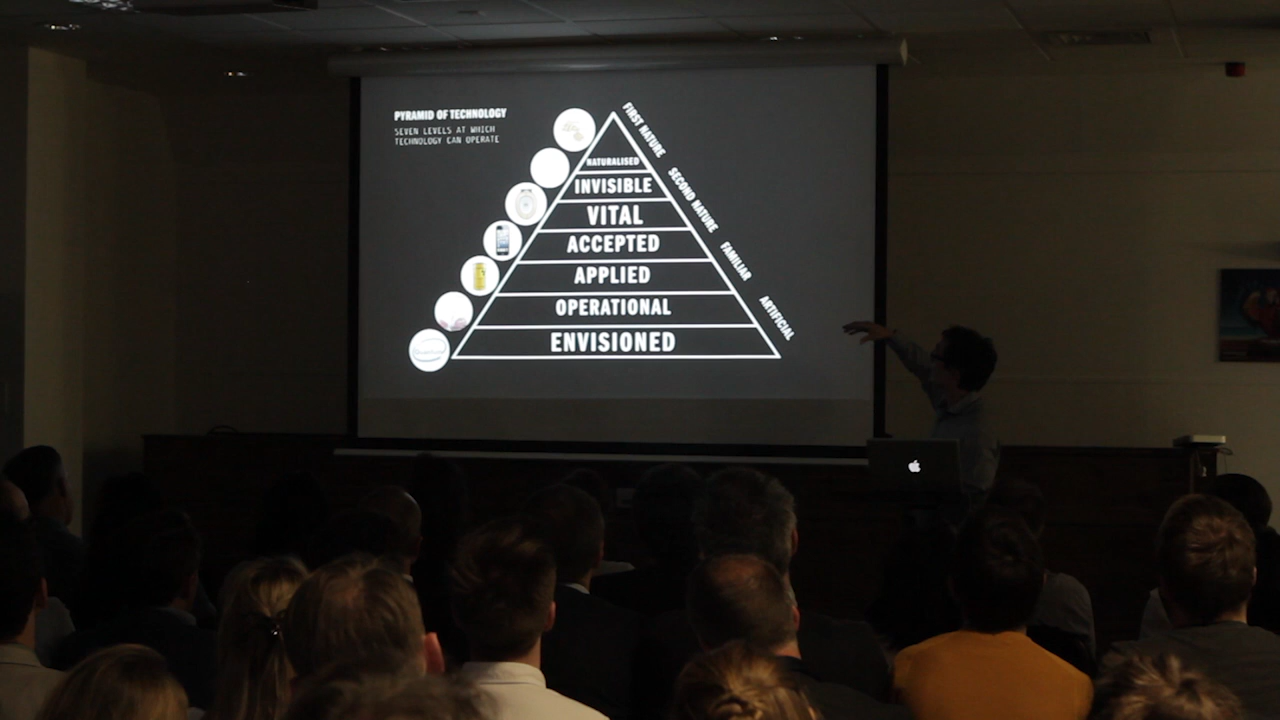 PYRAMID OF TECHNOLOGY
SEVEN LEVELS AT WHICH
TECHNOLOGY CAN OPERATE
NATURALISED
INVISIBLE
VITAL
ACCEPTED
APPLIED
OPERATIONAL
ENVISIONED
FIRST NATURE
SECOND NATURE
FAMILIAR
ARTIFICIAL